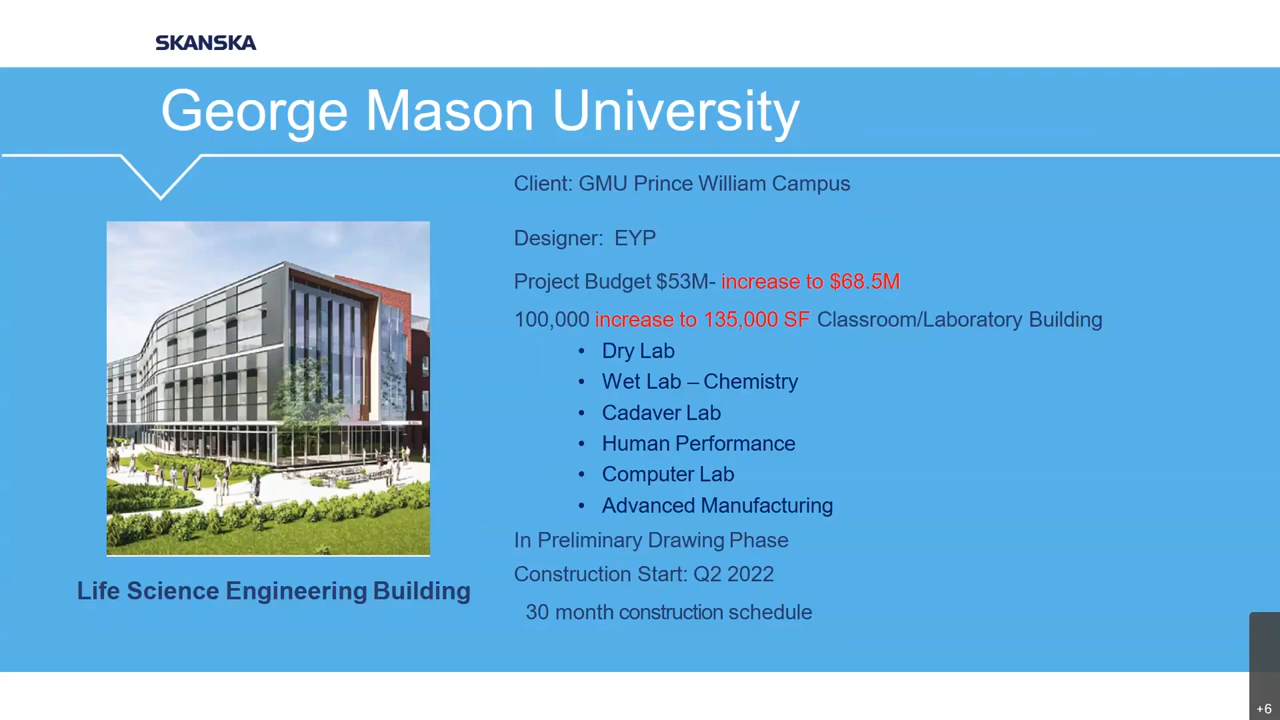 SKANSKA
George Mason University
Client: GMU Prince William Campus
Designer: EYP
Project Budget $53M- increase to $68.5M
100,000 increase to 135,000 SF Classroom/Laboratory Building
• Dry Lab
• Wet Lab – Chemistry
• Cadaver Lab
• Human Performance
• Computer Lab
• Advanced Manufacturing
In Preliminary Drawing Phase
Life Science Engineering Building
Construction Start: Q2 2022
30 month construction schedule
+6